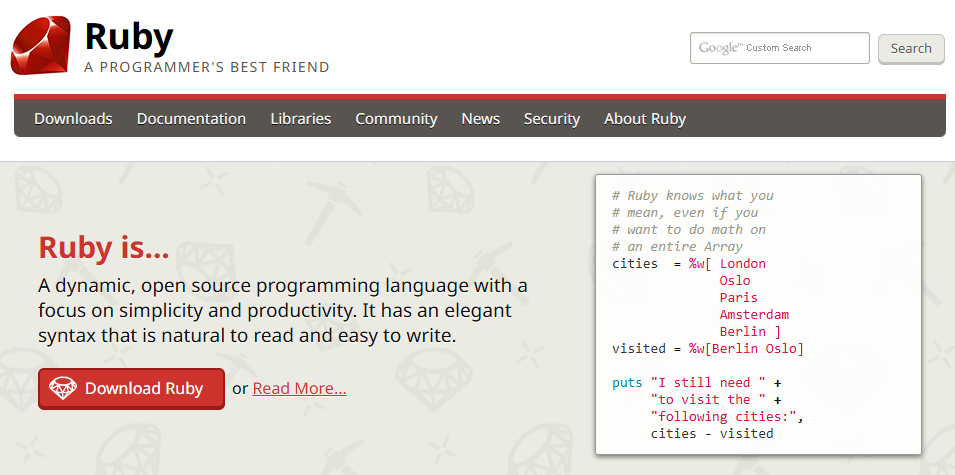 Ruby
A PROGRAMMER'S BEST FRIEND
Google™ Custom Search
Search
Downloads Documentation Libraries Community News Security About Ruby
Ruby is...
A dynamic, open source programming language with a
focus on simplicity and productivity. It has an elegant
syntax that is natural to read and easy to write.
Download Ruby or Read More...
# Ruby knows what you
# mean, even if you
# want to do math on
# an entire Array
cities  = %w[ London
              Oslo
              Paris
              Amsterdam
              Berlin ]
visited = %w[Berlin Oslo]
puts "I still need " +
     "to visit the " +
     "following cities:",
     cities - visited